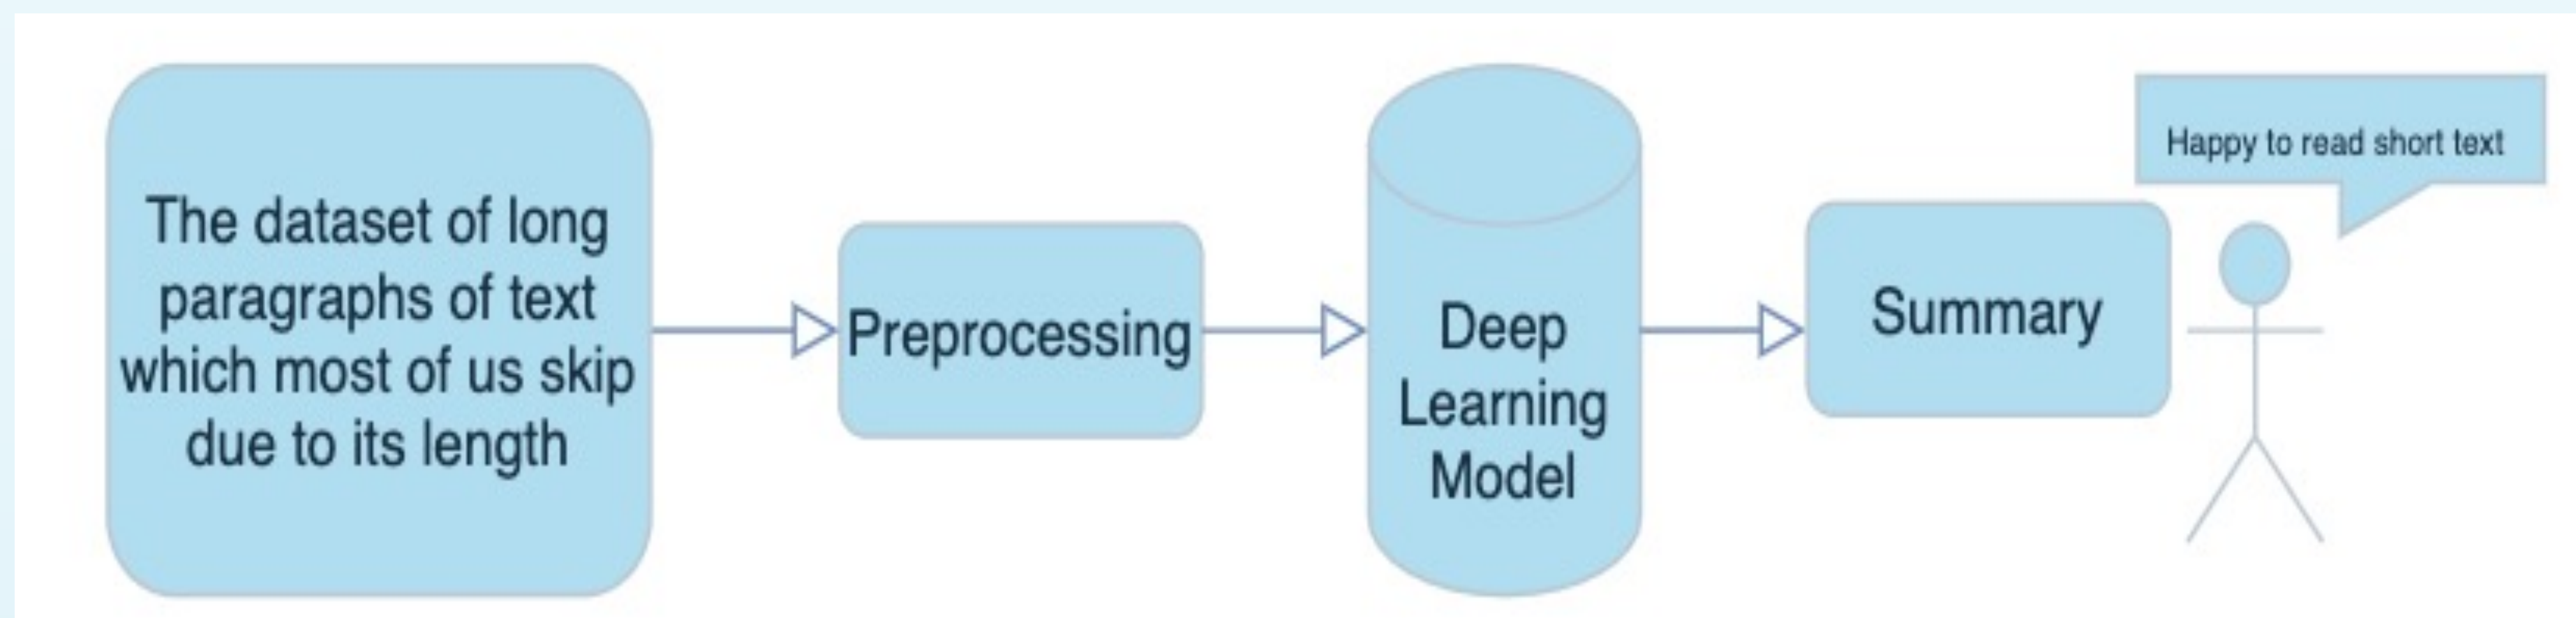 The dataset of long
paragraphs of text
which most of us skip
due to its length
Preprocessing
Deep
Learning
Model
Summary
Happy to read short text